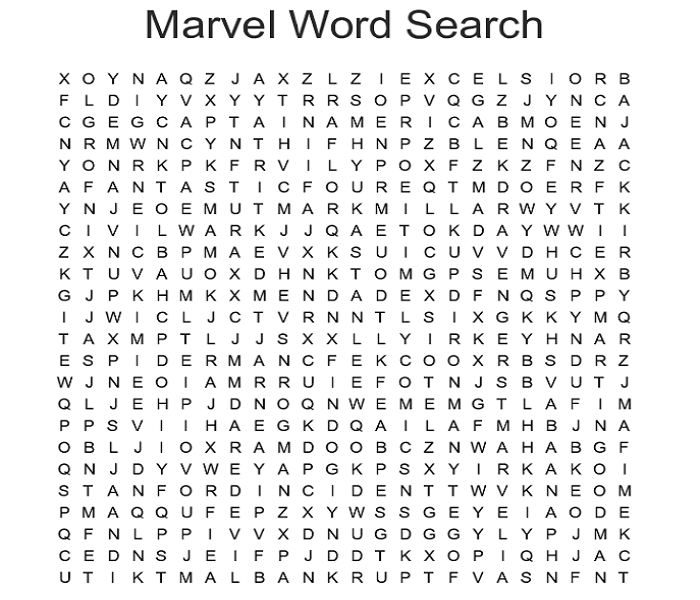 Marvel Word Search
X O Y N A Q Z J A X Z L Z I E X C E L S I O R B
F L D I Y V X Y Y T R R S O P V Q G Z J Y N C A
C G E G C A P T A I N A M E R I C A B M O E N J
N R M W N C Y N T H I F H N P Z B L E N Q E A A
Y O N R K P K F R V I L Y P O X F Z K Z F N Z C
A F A N T A S T I C F O U R E Q T M D O E R F K
Y N J E O E M U T M A R K M I L L A R W Y V T K
C I V I L W A R K J J Q A E T O K D A Y W W I I
Z X N C B P M A E V X K S U I C U V V D H C E R
K T U V A U O X D H N K T O M G P S E M U H X B
G J P K H M K X M E N D A D E X D F N Q S P P Y
I J W I C L J C T V R N N T L S I X G K K Y M Q
T A X M P T L J J S X X L L Y I R K E Y H N A R
E S P I D E R M A N C F E K C O O X R B S D R Z
W J N E O I A M R R U I E F O T N J S B V U T J
Q L J E H P J D N O Q N W E M E M G T L A F I M
P P S V I I H A E G K D Q A I L A F M H B J N A
O B L J I O X R A M D O O B C Z N W A H A B G F
Q N J D Y V W E Y A P G K P S X Y I R K A K O I
S T A N F O R D I N C I D E N T T W V K N E O M
P M A Q Q U F E P Z X Y W S S G E Y E I A O D E
Q F N L P P I V V X D N U G D G G Y L Y P J M K
C E D N S J E I F P J D D T K X O P I Q H J A C
U T I K T M A L B A N K R U P T F V A S N F N T